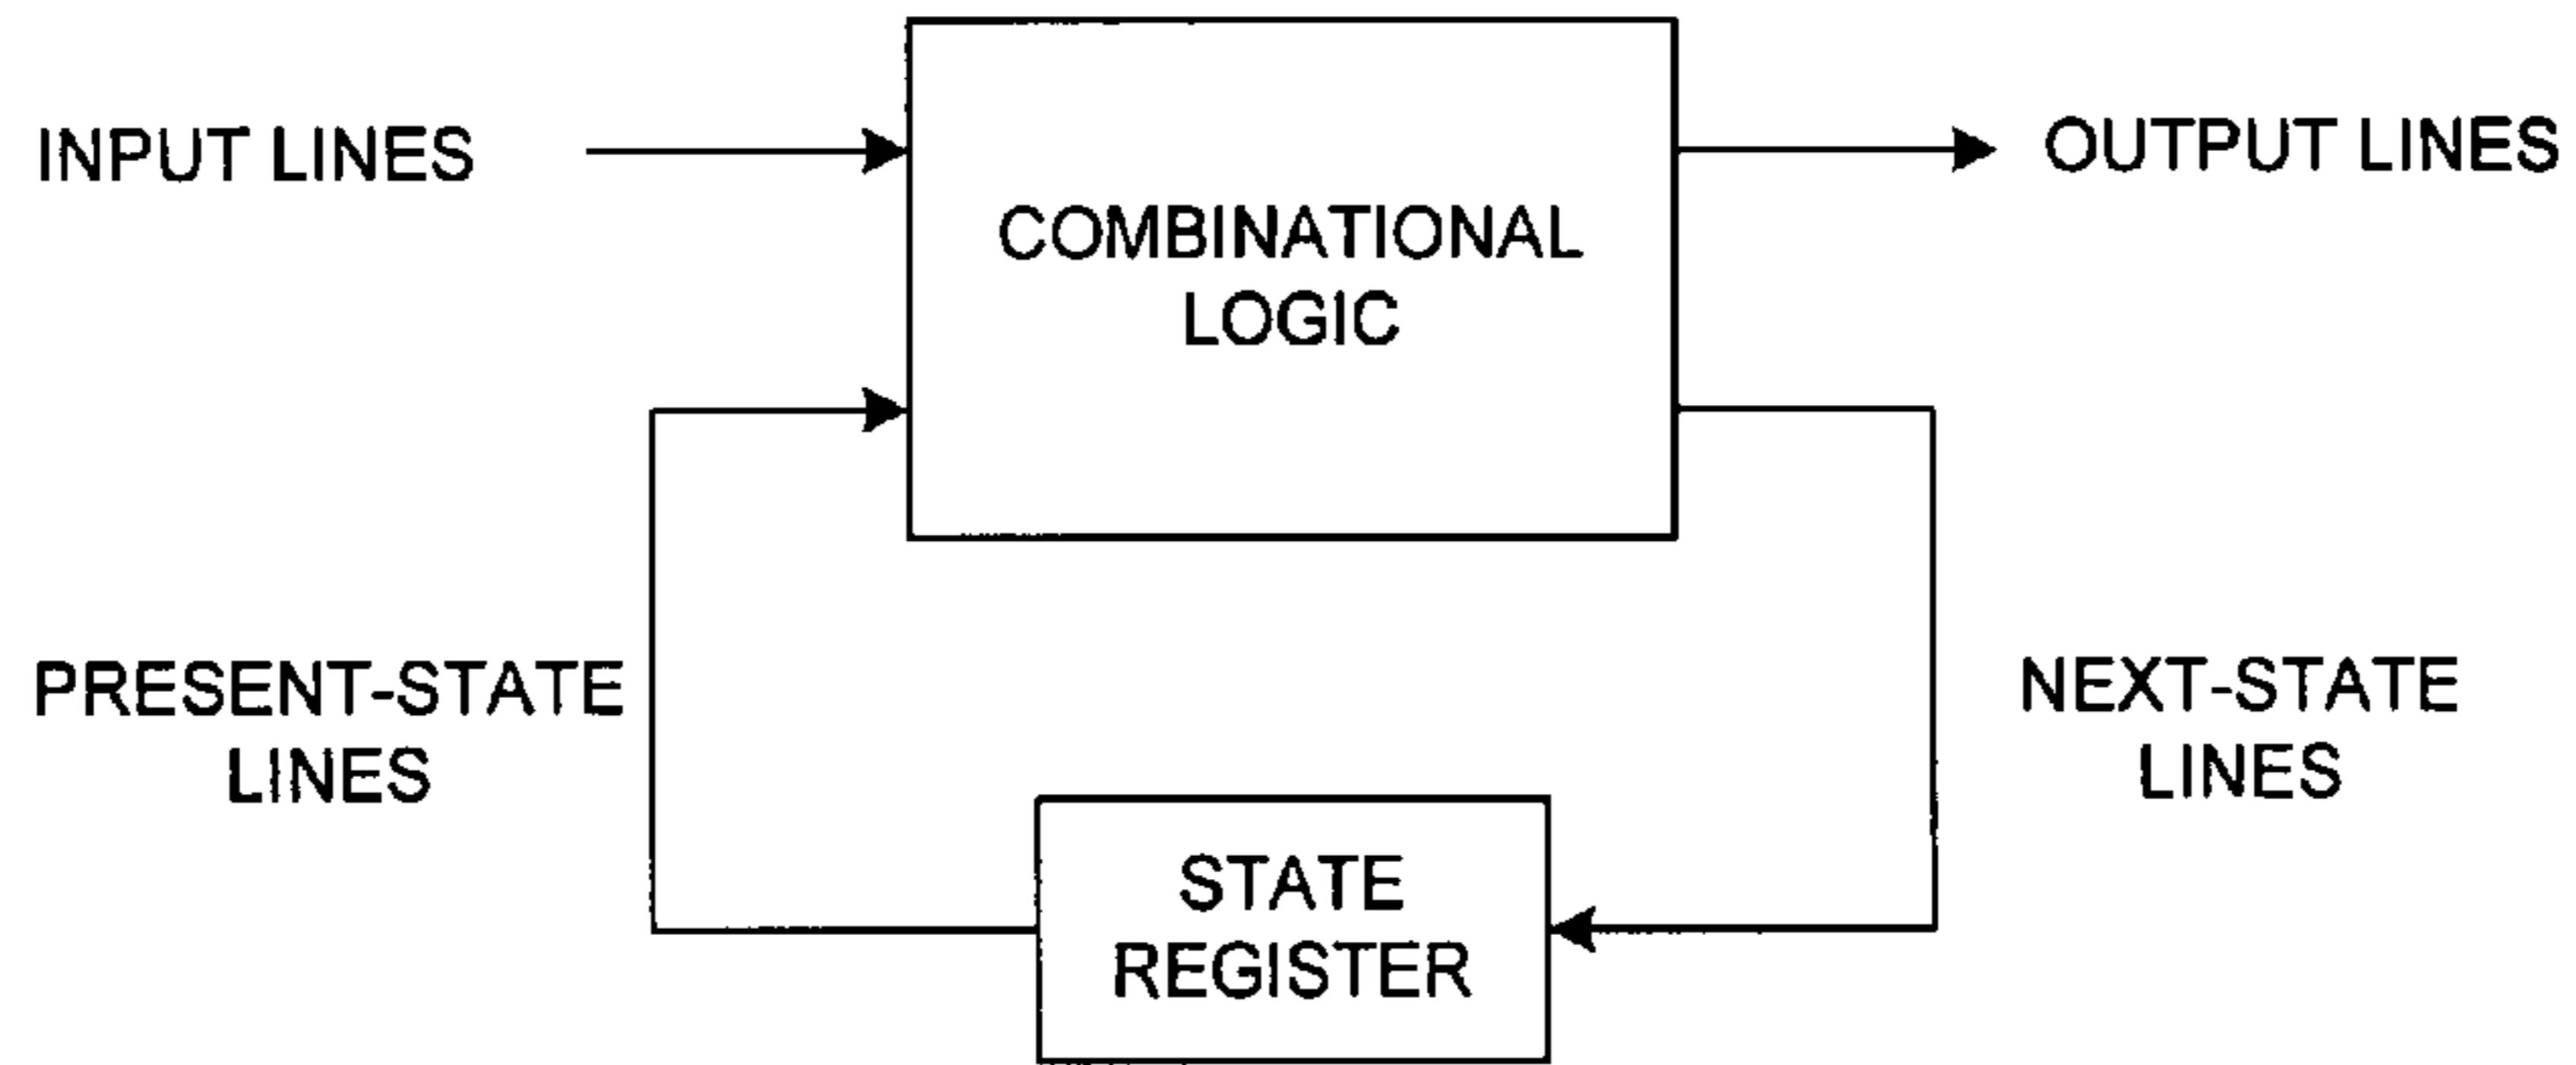 INPUT LINES
OUTPUT LINES
COMBINATIONAL
LOGIC
PRESENT-STATE
LINES
NEXT-STATE
LINES
STATE
REGISTER